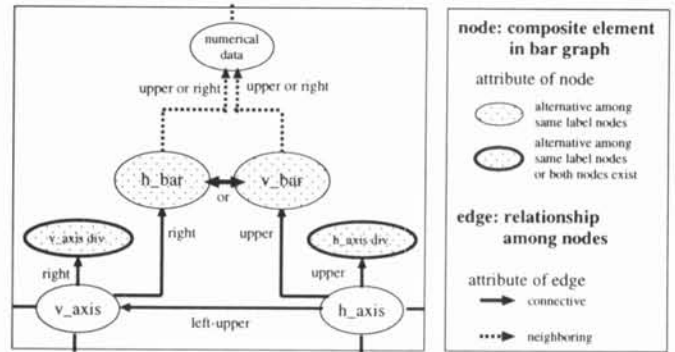 numerical
data
upper or right
upper or right
h_bar
v_bar
or
v_axis div.
h_axis div.
right
upper
right
upper
v_axis
left-upper
h_axis
node: composite element
in bar graph
attribute of node
alternative among
same label nodes
alternative among
same label nodes
or both nodes exist
edge: relationship
among nodes
attribute of edge
connective
neighboring